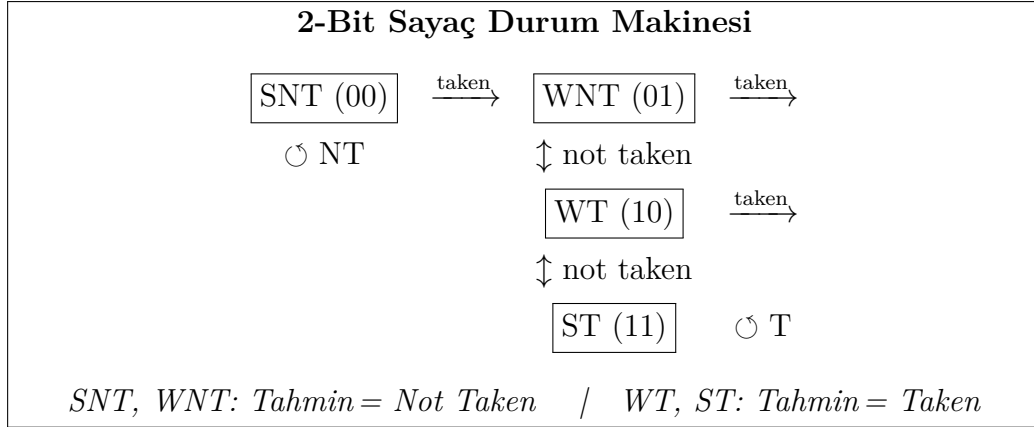 2-Bit Sayaç Durum Makinesi
SNT (00) taken → WNT (01) taken →
↺ NT ↕ not taken
WT (10) taken →
↕ not taken
ST (11) ↺ T
SNT, WNT: Tahmin = Not Taken | WT, ST: Tahmin = Taken